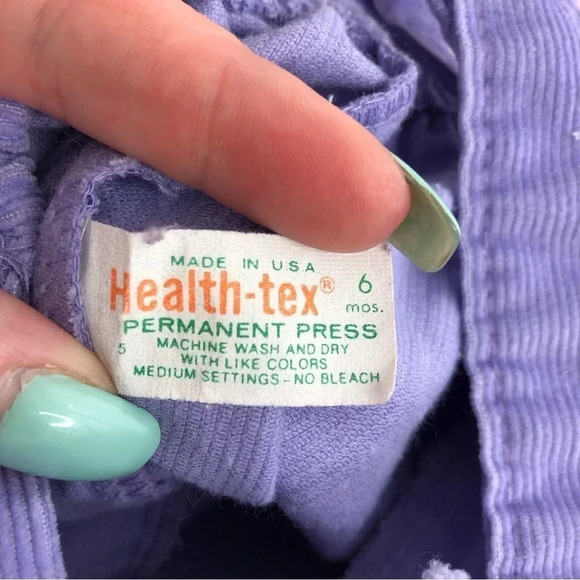 MADE IN U.S.A.
Health-tex® 6 mos.
PERMANENT PRESS
5 MACHINE WASH AND DRY
WITH LIKE COLORS
MEDIUM SETTINGS - NO BLEACH